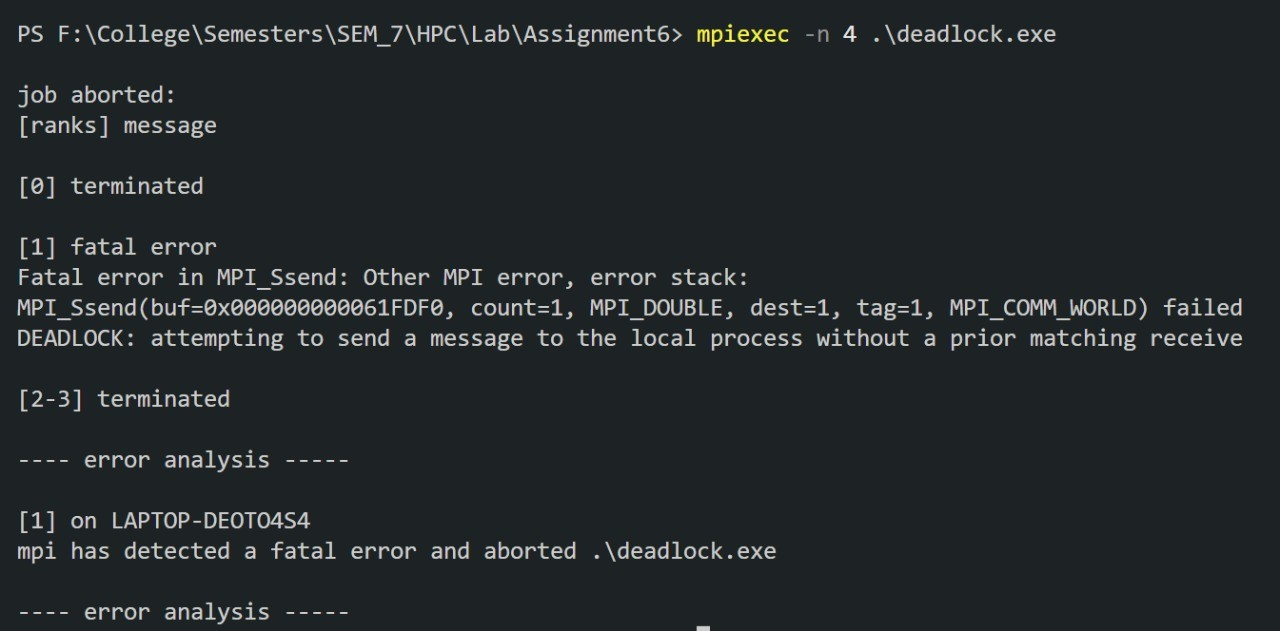 PS F:\College\Semesters\SEM_7\HPC\Lab\Assignment6> mpiexec -n 4 .\deadlock.exe
job aborted:
[ranks] message
[0] terminated
[1] fatal error
Fatal error in MPI_Ssend: Other MPI error, error stack:
MPI_Ssend(buf=0x000000000061FDF0, count=1, MPI_DOUBLE, dest=1, tag=1, MPI_COMM_WORLD) failed
DEADLOCK: attempting to send a message to the local process without a prior matching receive
[2-3] terminated
---- error analysis -----
[1] on LAPTOP-DEOTO4S4
mpi has detected a fatal error and aborted .\deadlock.exe
---- error analysis -----